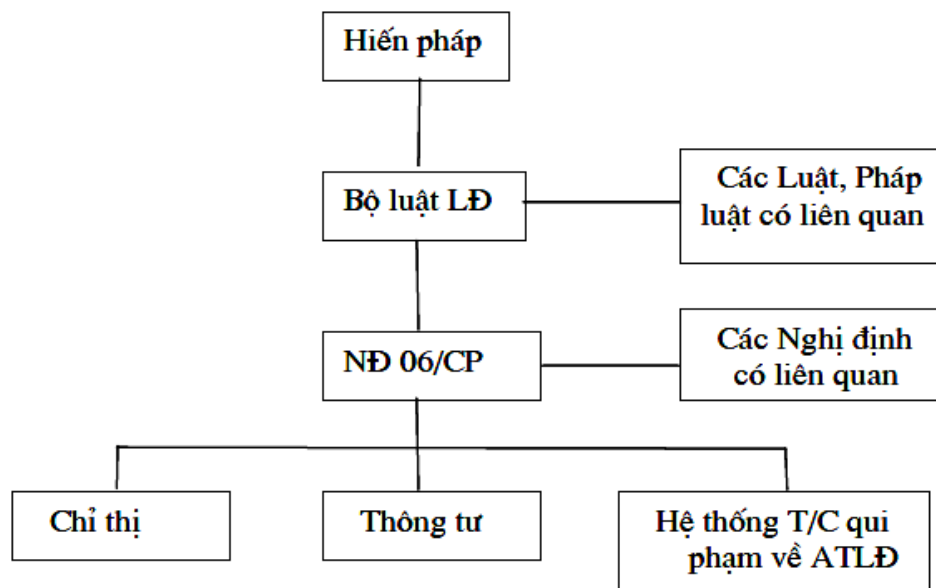 Hiến pháp
Bộ luật LĐ
Các Luật, Pháp
luật có liên quan
NĐ 06/CP
Các Nghị định
có liên quan
Chỉ thị
Thông tư
Hệ thống T/C qui
phạm về ATLĐ